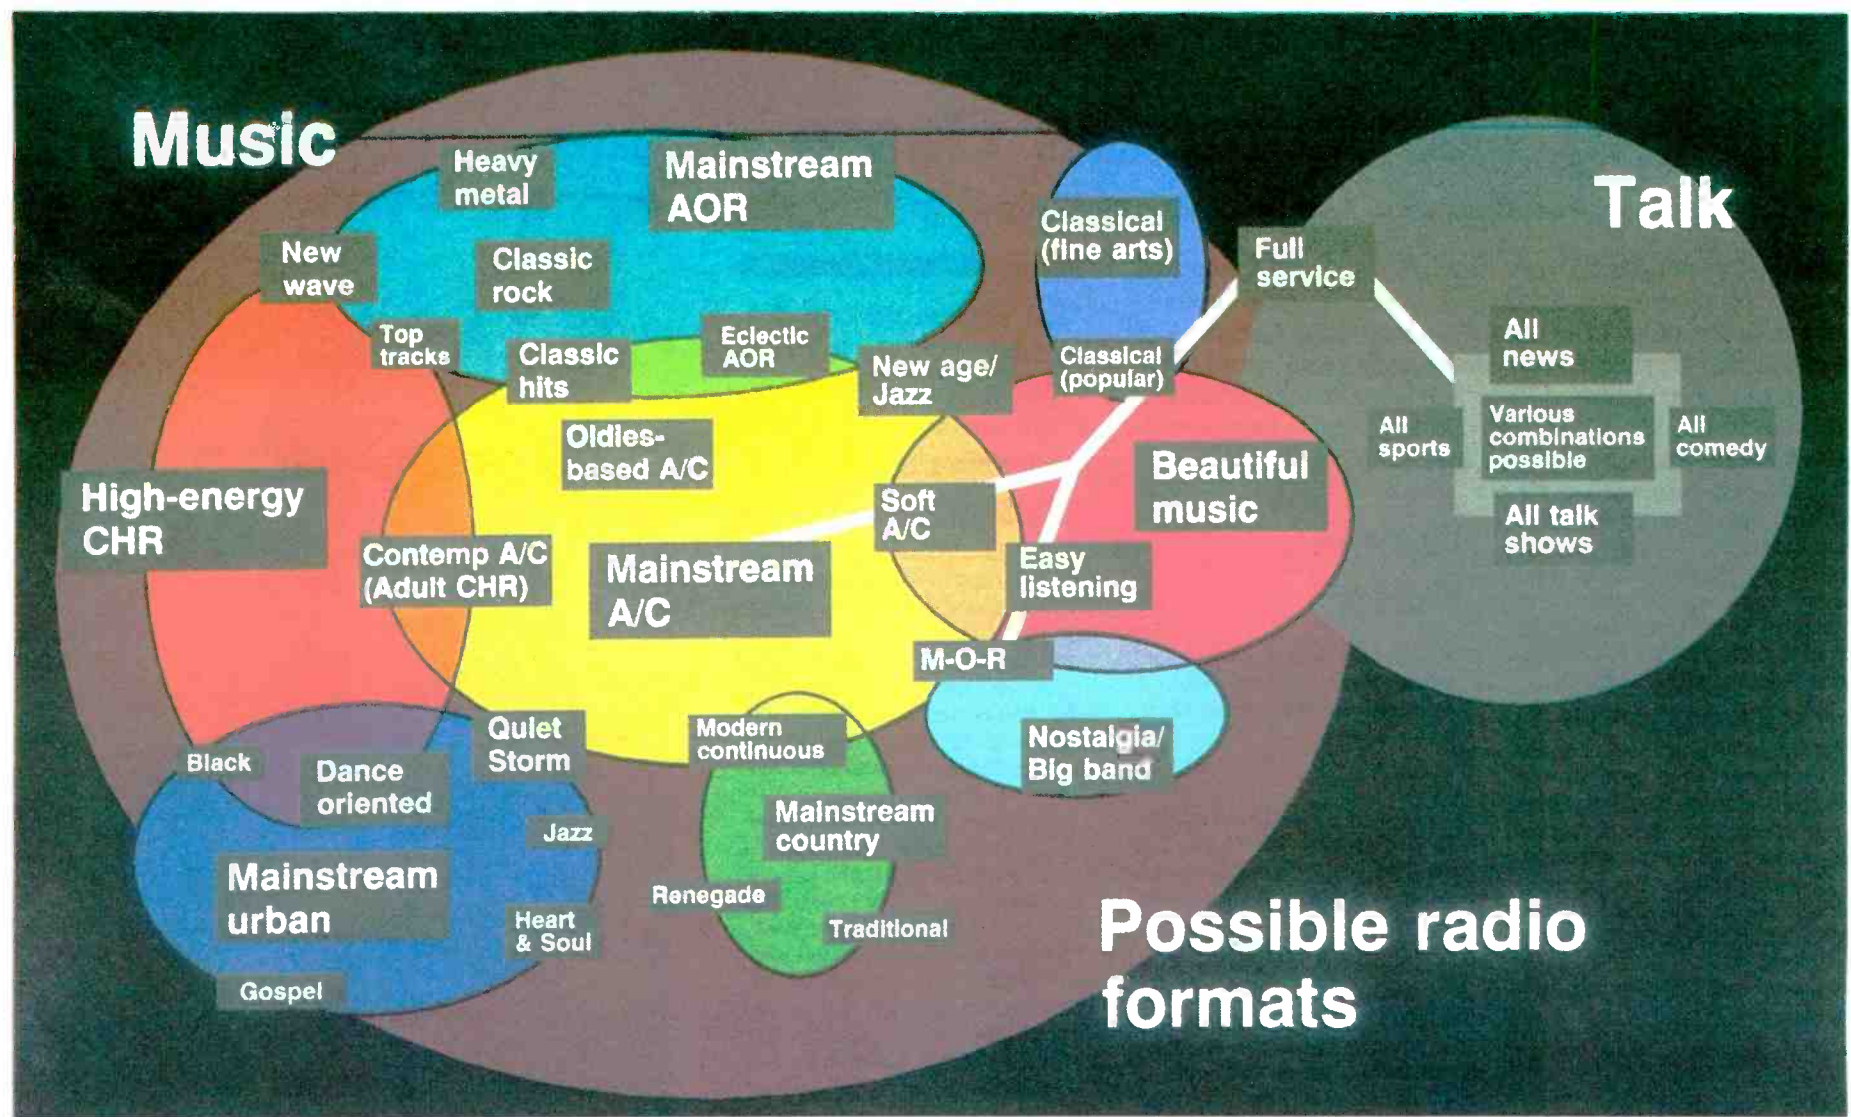 Music
Heavy
metal
Mainstream
AOR
Talk
Classical
(fine arts)
Full
service
New
wave
Classic
rock
Top
tracks
Classic
hits
Eclectic
AOR
New age/
Jazz
Classical
(popular)
All
news
All
sports
Various
combinations
possible
All
comedy
All talk
shows
Oldies-
based A/C
Beautiful
music
High-energy
CHR
Soft
A/C
Contemp A/C
(Adult CHR)
Mainstream
A/C
Easy
listening
M-O-R
Quiet
Storm
Modern
continuous
Nostalgia/
Big band
Black
Dance
oriented
Jazz
Mainstream
country
Mainstream
urban
Renegade
Heart
& Soul
Traditional
Gospel
Possible radio
formats